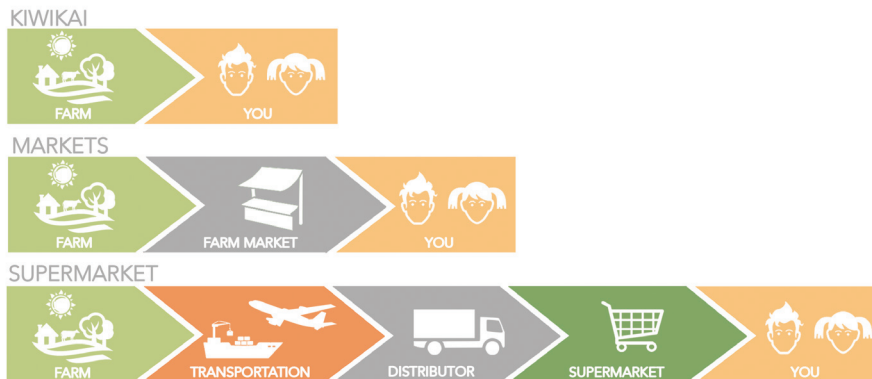 KIWIKAI
FARM YOU
MARKETS
FARM FARM MARKET YOU
SUPERMARKET
FARM TRANSPORTATION DISTRIBUTOR SUPERMARKET YOU